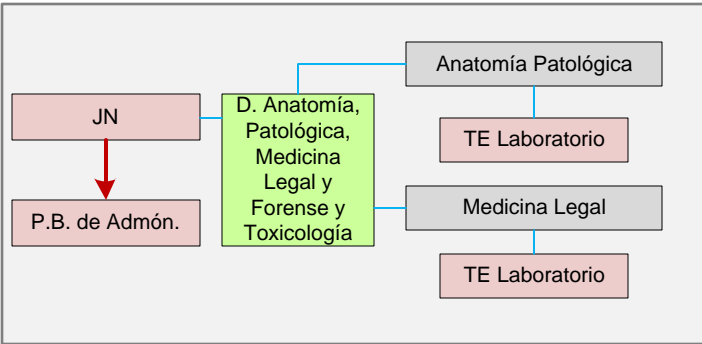 JN
P.B. de Admón.
D. Anatomía,
Patológica,
Medicina
Legal y
Forense y
Toxicología
Anatomía Patológica
TE Laboratorio
Medicina Legal
TE Laboratorio